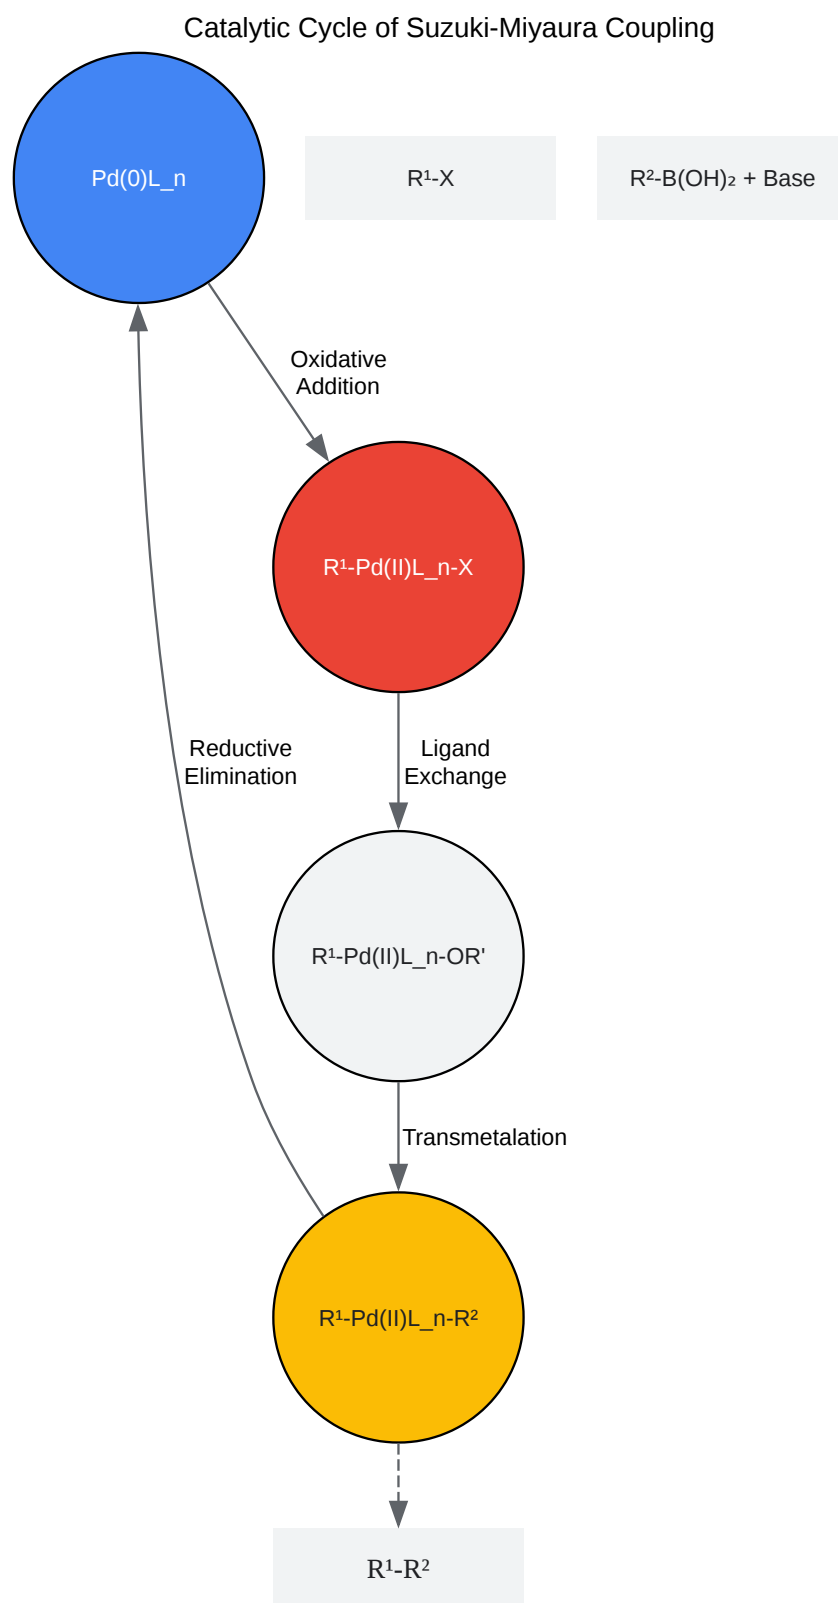 Catalytic Cycle of Suzuki-Miyaura Coupling
Pd(0)L_n
R¹-X
R²-B(OH)₂ + Base
Oxidative
Addition
R¹-Pd(II)L_n-X
Reductive
Elimination
Ligand
Exchange
R¹-Pd(II)L_n-OR'
Transmetalation
R¹-Pd(II)L_n-R²
R¹-R²